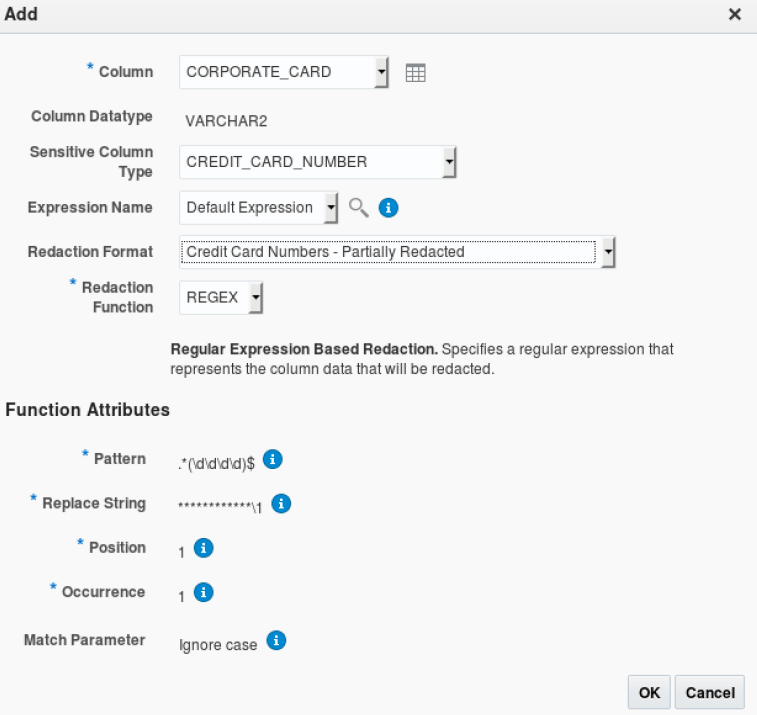 Add
* Column CORPORATE_CARD
Column Datatype VARCHAR2
Sensitive Column
Type CREDIT_CARD_NUMBER
Expression Name Default Expression
Redaction Format Credit Card Numbers - Partially Redacted
* Redaction
Function REGEX
Regular Expression Based Redaction. Specifies a regular expression that
represents the column data that will be redacted.
Function Attributes
* Pattern .*(\d\d\d\d)$
* Replace String ************\1
* Position 1
* Occurrence 1
Match Parameter Ignore case
OK Cancel